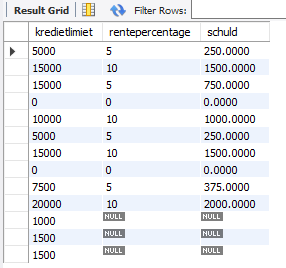 Result Grid Filter Rows:
kredietlimiet rentepercentage schuld
5000 5 250.0000
15000 10 1500.0000
15000 5 750.0000
0 0 0.0000
10000 10 1000.0000
5000 5 250.0000
15000 10 1500.0000
0 0 0.0000
7500 5 375.0000
20000 10 2000.0000
1000 NULL NULL
1500 NULL NULL
1500 NULL NULL